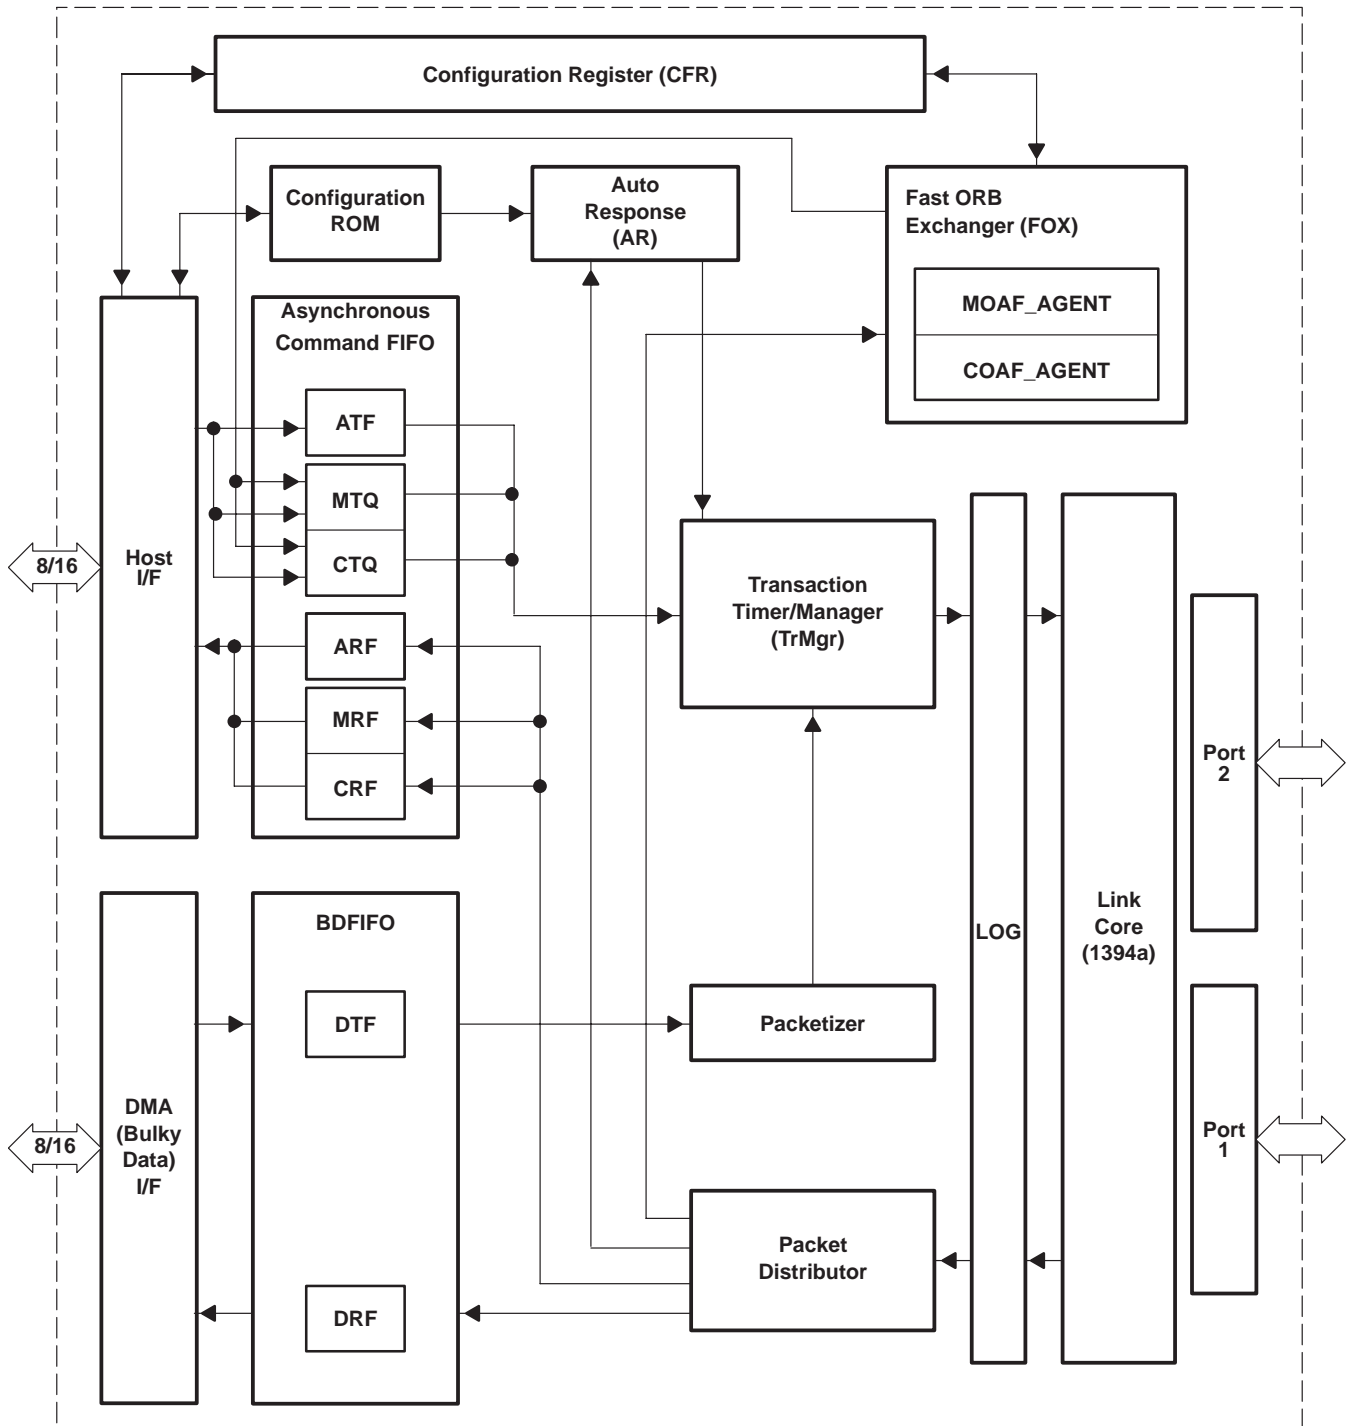 Configuration Register (CFR)
Configuration
ROM
Auto
Response
(AR)
Fast ORB
Exchanger (FOX)
MOAF_AGENT
COAF_AGENT
Asynchronous
Command FIFO
ATF
MTQ
CTQ
ARF
MRF
CRF
8/16
Host
I/F
Transaction
Timer/Manager
(TrMgr)
LOG
Link
Core
(1394a)
Port
2
Port
1
BDFIFO
DTF
DRF
8/16
DMA
(Bulky
Data)
I/F
Packetizer
Packet
Distributor